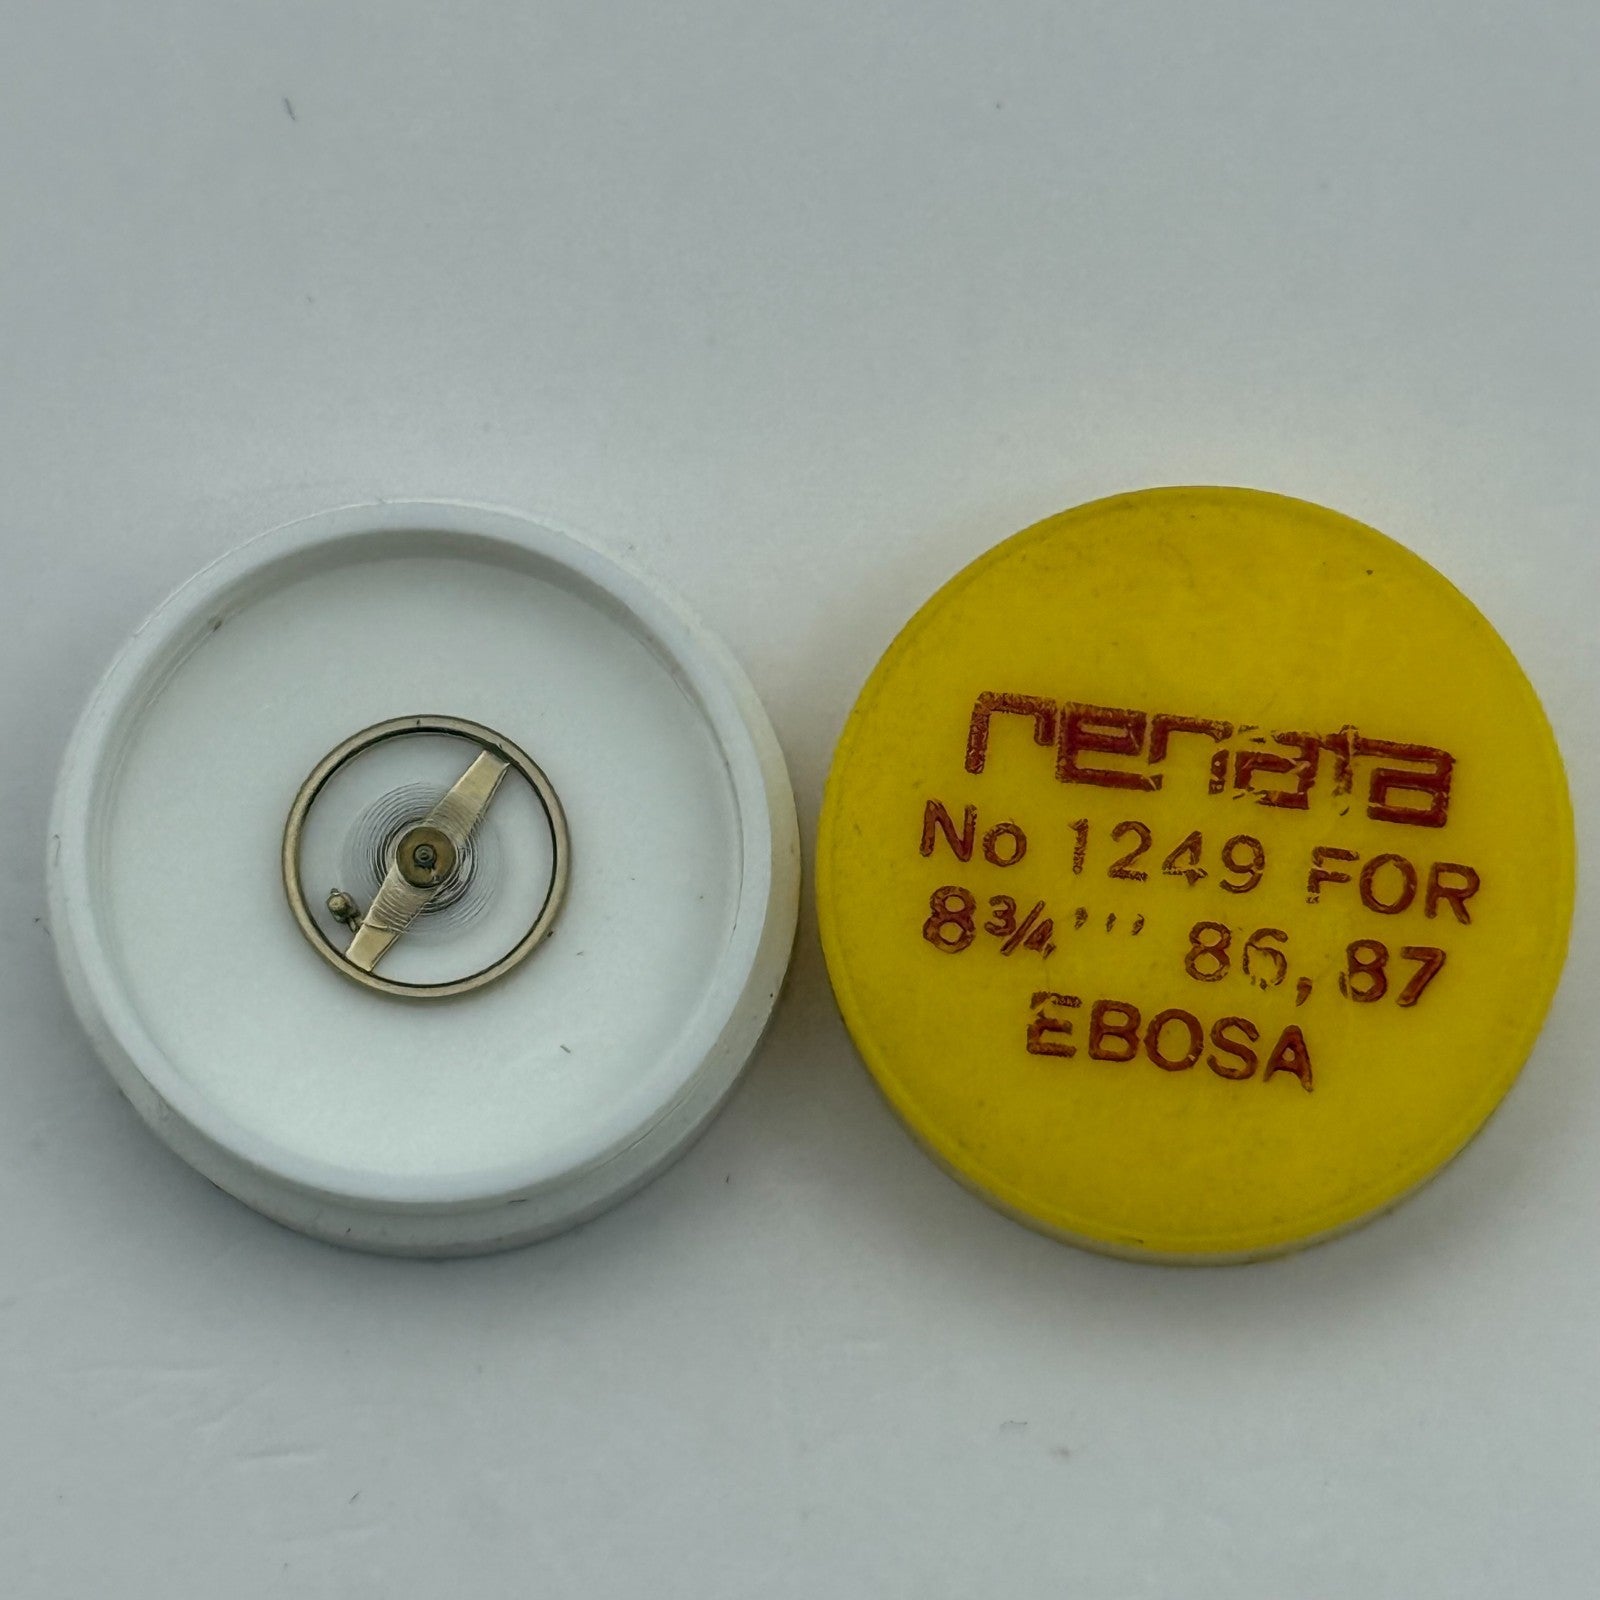 renata
No 1249 FOR
8¾''' 86, 87
EBOSA